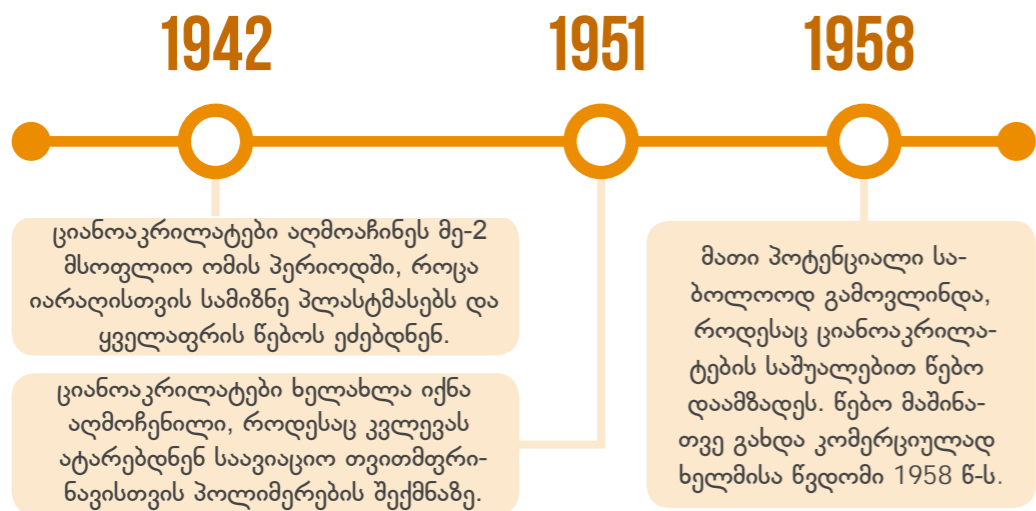 1942
1951
1958
ციანოაკრილატები აღმოაჩინეს მე-2
მსოფლიო ომის პერიოდში, როცა
იარაღისთვის სამიზნე პლასტმასებს და
ყველაფრის წებოს ეძებდნენ.
ციანოაკრილატები ხელახლა იქნა
აღმოჩენილი, როდესაც კვლევას
ატარებდნენ საავიაციო თვითმფრი-
ნავისთვის პოლიმერების შექმნაზე.
მათი პოტენციალი სა-
ბოლოოდ გამოვლინდა,
როდესაც ციანოაკრილა-
ტების საშუალებით წებო
დაამზადეს. წებო მაშინა-
თვე გახდა კომერციულად
ხელმისა წვდომი 1958 წ-ს.